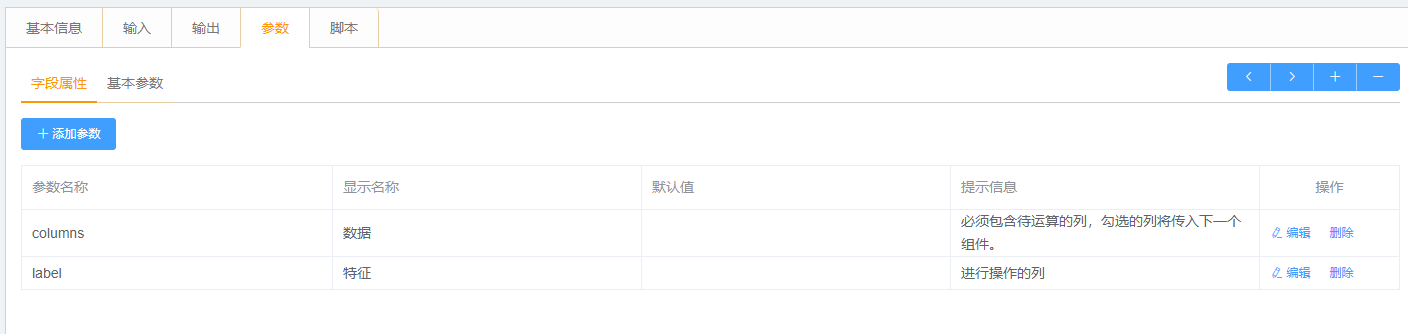 基本信息 输入 输出 参数 脚本
字段属性 基本参数
添加参数
参数名称 显示名称 默认值 提示信息 操作
columns 数据 必须包含待运算的列，勾选的列将传入下一个
组件。 编辑 删除
label 特征 进行操作的列 编辑 删除